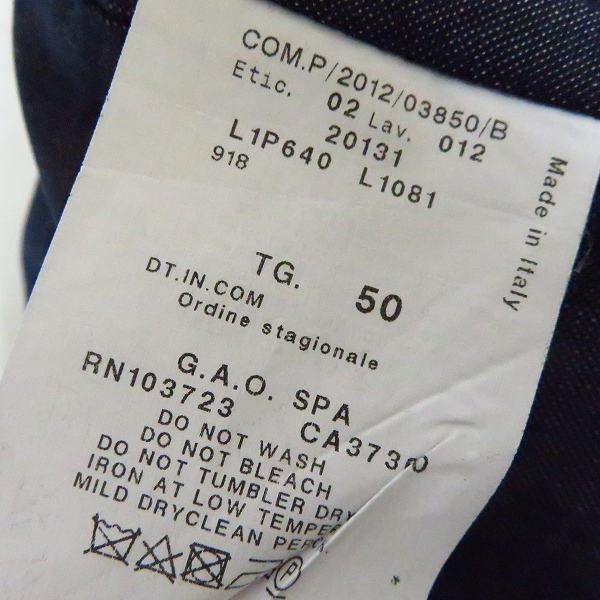 COM.P/2012/03850/B
Etic. 02 Lav. 012
20131
L1P640 L1081
918
Made in Italy
TG. 50
DT.IN.COM
Ordine stagionale
G.A.O. SPA
RN103723
DO NOT WASH
DO NOT BLEACH
DO NOT TUMBLER DRY
IRON AT LOW
MILD DRYCLEAN
P
*